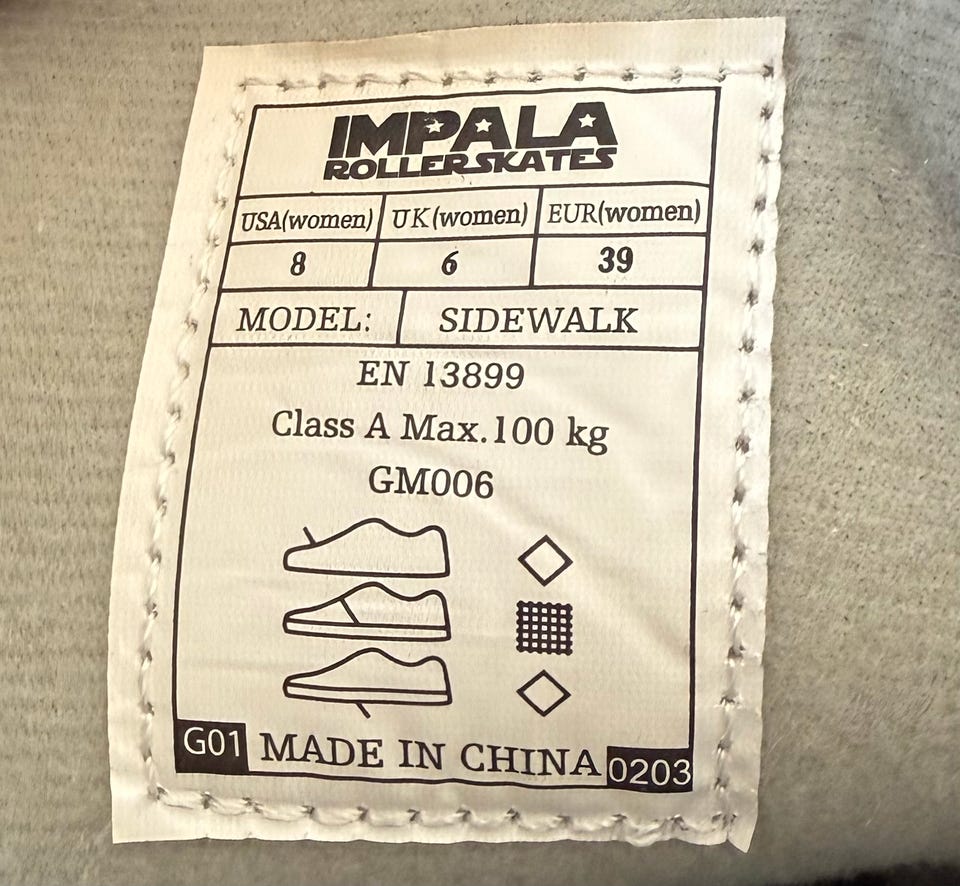 IMPALA
ROLLERSKATES
USA(women) UK(women) EUR(women)
8 6 39
MODEL: SIDEWALK
EN 13899
Class A Max.100 kg
GM006
G01 MADE IN CHINA 0203